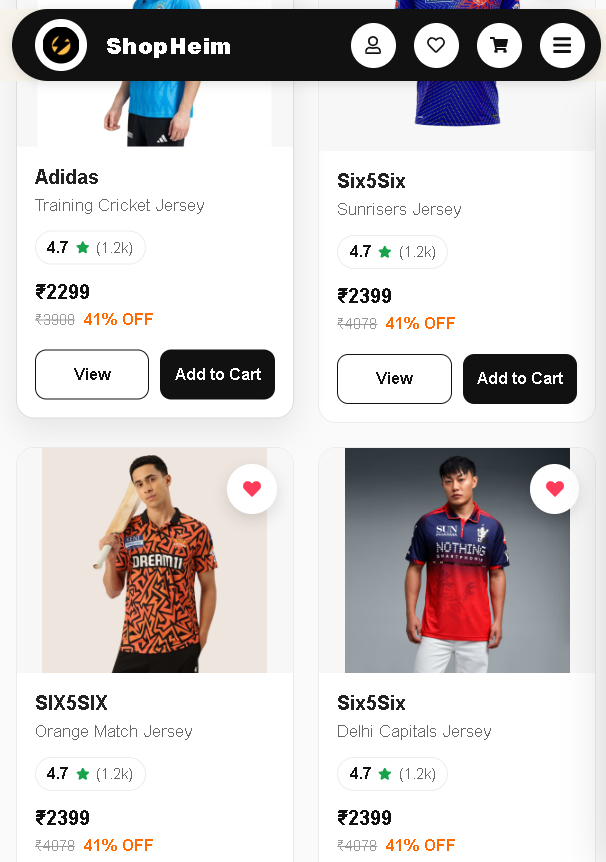 ShopHeim
Adidas
Training Cricket Jersey
4.7 ★ (1.2k)
₹2299
₹3908 41% OFF
View
Add to Cart
Six5Six
Sunrisers Jersey
4.7 ★ (1.2k)
₹2399
₹4078 41% OFF
View
Add to Cart
DREAM11
SIX5SIX
Orange Match Jersey
4.7 ★ (1.2k)
₹2399
₹4078 41% OFF
SUN
NOTHING
SMARTPHONE
Six5Six
Delhi Capitals Jersey
4.7 ★ (1.2k)
₹2399
₹4078 41% OFF